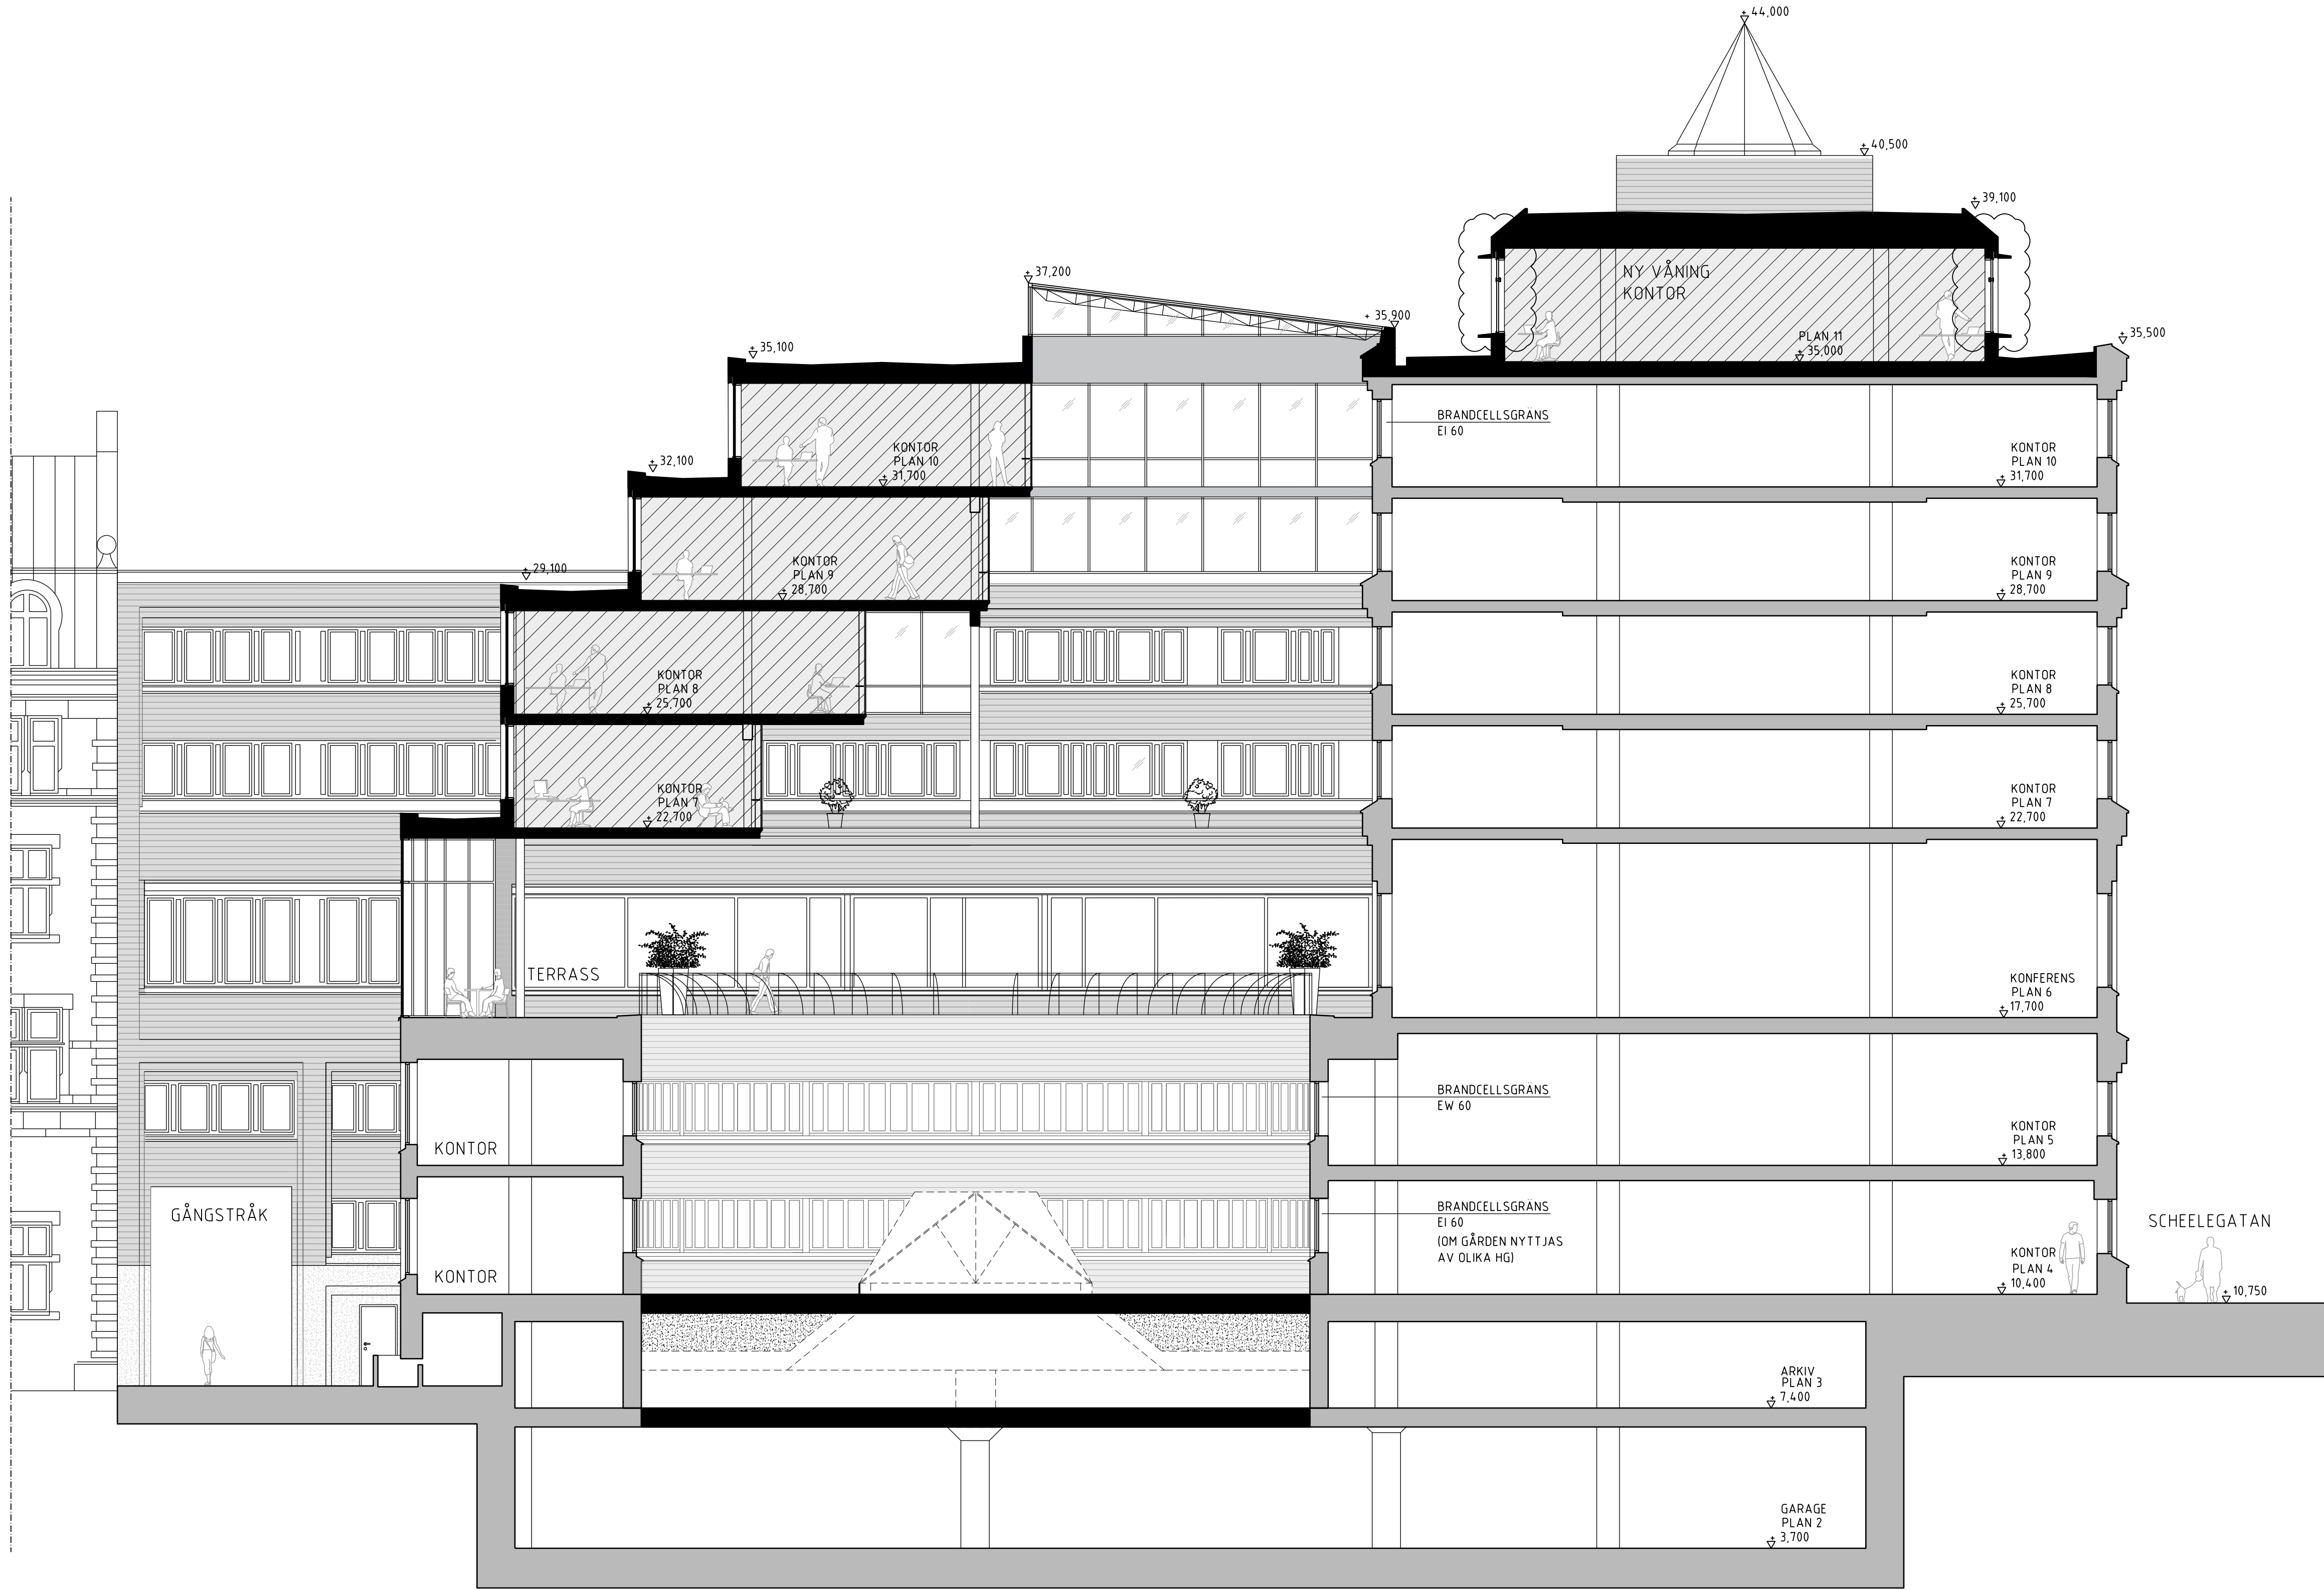 + 44,000
+ 40,500
+ 39,100
+ 37,200
+ 35,900
+ 35,500
+ 35,100
+ 32,100
+ 29,100
NY VÅNING
KONTOR
PLAN 11
+ 35,000
KONTOR
PLAN 10
+ 31,700
KONTOR
PLAN 9
+ 28,700
KONTOR
PLAN 8
+ 25,700
KONTOR
PLAN 7
+ 22,700
BRANDCELLSGRÄNS
EI 60
KONTOR
PLAN 10
+ 31,700
KONTOR
PLAN 9
+ 28,700
KONTOR
PLAN 8
+ 25,700
KONTOR
PLAN 7
+ 22,700
TERRASS
KONFERENS
PLAN 6
+ 17,700
BRANDCELLSGRÄNS
EW 60
KONTOR
KONTOR
PLAN 5
+ 13,800
GÅNGSTRÅK
KONTOR
BRANDCELLSGRÄNS
EI 60
(OM GÅRDEN NYTTJAS
AV OLIKA HG)
KONTOR
PLAN 4
+ 10,400
SCHEELEGATAN
+ 10,750
ARKIV
PLAN 3
+ 7,400
GARAGE
PLAN 2
+ 3,700